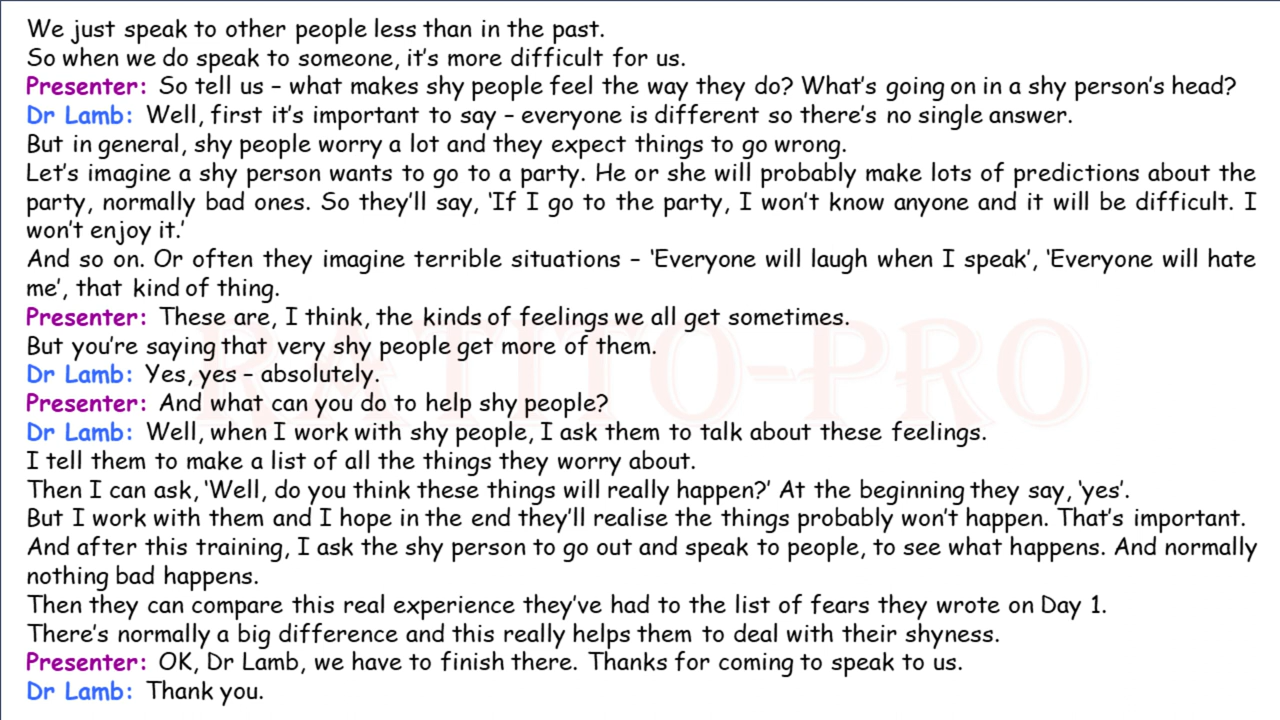 We just speak to other people less than in the past.
So when we do speak to someone, it's more difficult for us.
Presenter: So tell us – what makes shy people feel the way they do? What's going on in a shy person's head?
Dr Lamb: Well, first it's important to say – everyone is different so there's no single answer.
But in general, shy people worry a lot and they expect things to go wrong.
Let's imagine a shy person wants to go to a party. He or she will probably make lots of predictions about the
party, normally bad ones. So they'll say, 'If I go to the party, I won't know anyone and it will be difficult. I
won't enjoy it.'
And so on. Or often they imagine terrible situations – 'Everyone will laugh when I speak', 'Everyone will hate
me', that kind of thing.
Presenter: These are, I think, the kinds of feelings we all get sometimes.
But you're saying that very shy people get more of them.
Dr Lamb: Yes, yes – absolutely.
RATITO-PRO
Presenter: And what can you do to help shy people?
Dr Lamb: Well, when I work with shy people, I ask them to talk about these feelings.
I tell them to make a list of all the things they worry about.
Then I can ask, 'Well, do you think these things will really happen?' At the beginning they say, 'yes'.
But I work with them and I hope in the end they'll realise the things probably won't happen. That's important.
And after this training, I ask the shy person to go out and speak to people, to see what happens. And normally
nothing bad happens.
Then they can compare this real experience they've had to the list of fears they wrote on Day 1.
There's normally a big difference and this really helps them to deal with their shyness.
Presenter: OK, Dr Lamb, we have to finish there. Thanks for coming to speak to us.
Dr Lamb: Thank you.